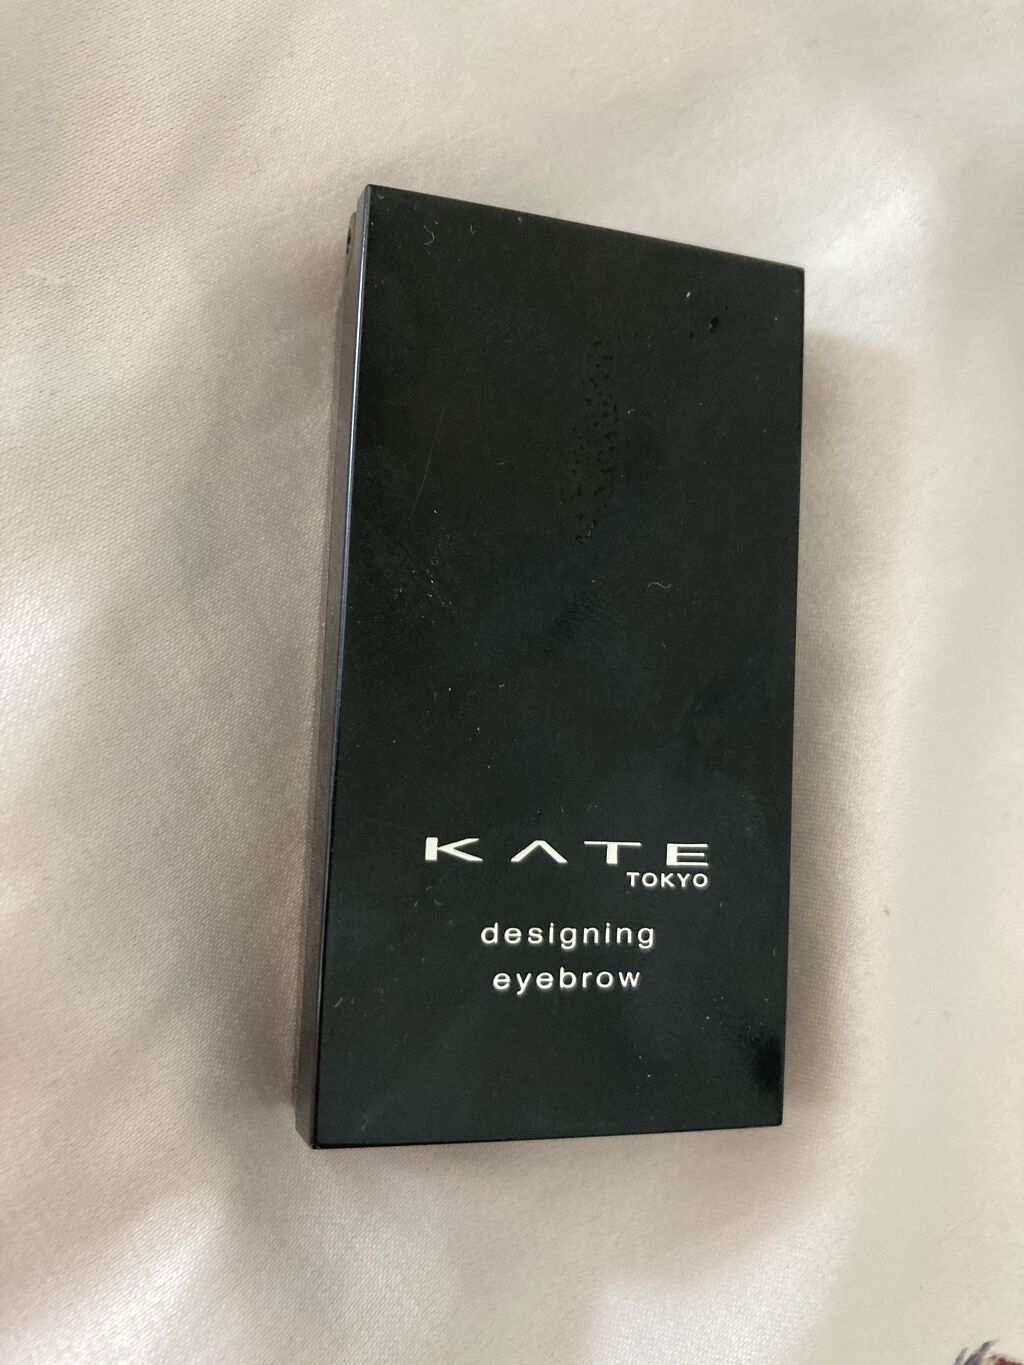 KATE
TOKYO
designing
eyebrow